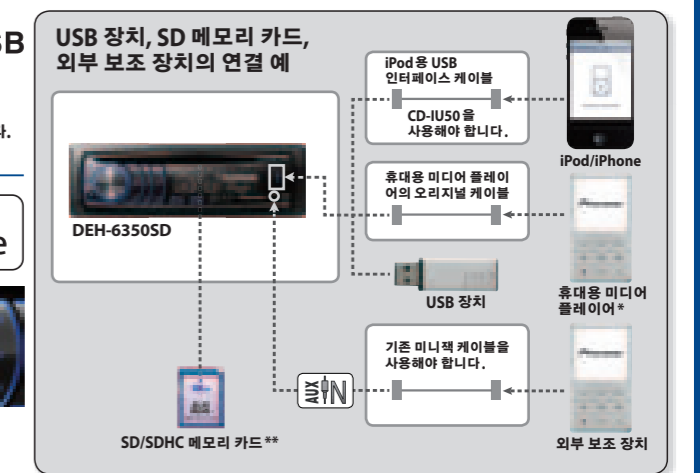 SB
다.
e
USB 장치, SD 메모리 카드,
외부 보조 장치의 연결 예
DEH-6350SD
iPod용 USB
인터페이스 케이블
CD-IU50을
사용해야 합니다.
iPod/iPhone
휴대용 미디어 플레이
어의 오리지널 케이블
USB 장치
휴대용 미디어
플레이어*
기존 미니잭 케이블을
사용해야 합니다.
AUX IN
SD/SDHC 메모리 카드**
외부 보조 장치